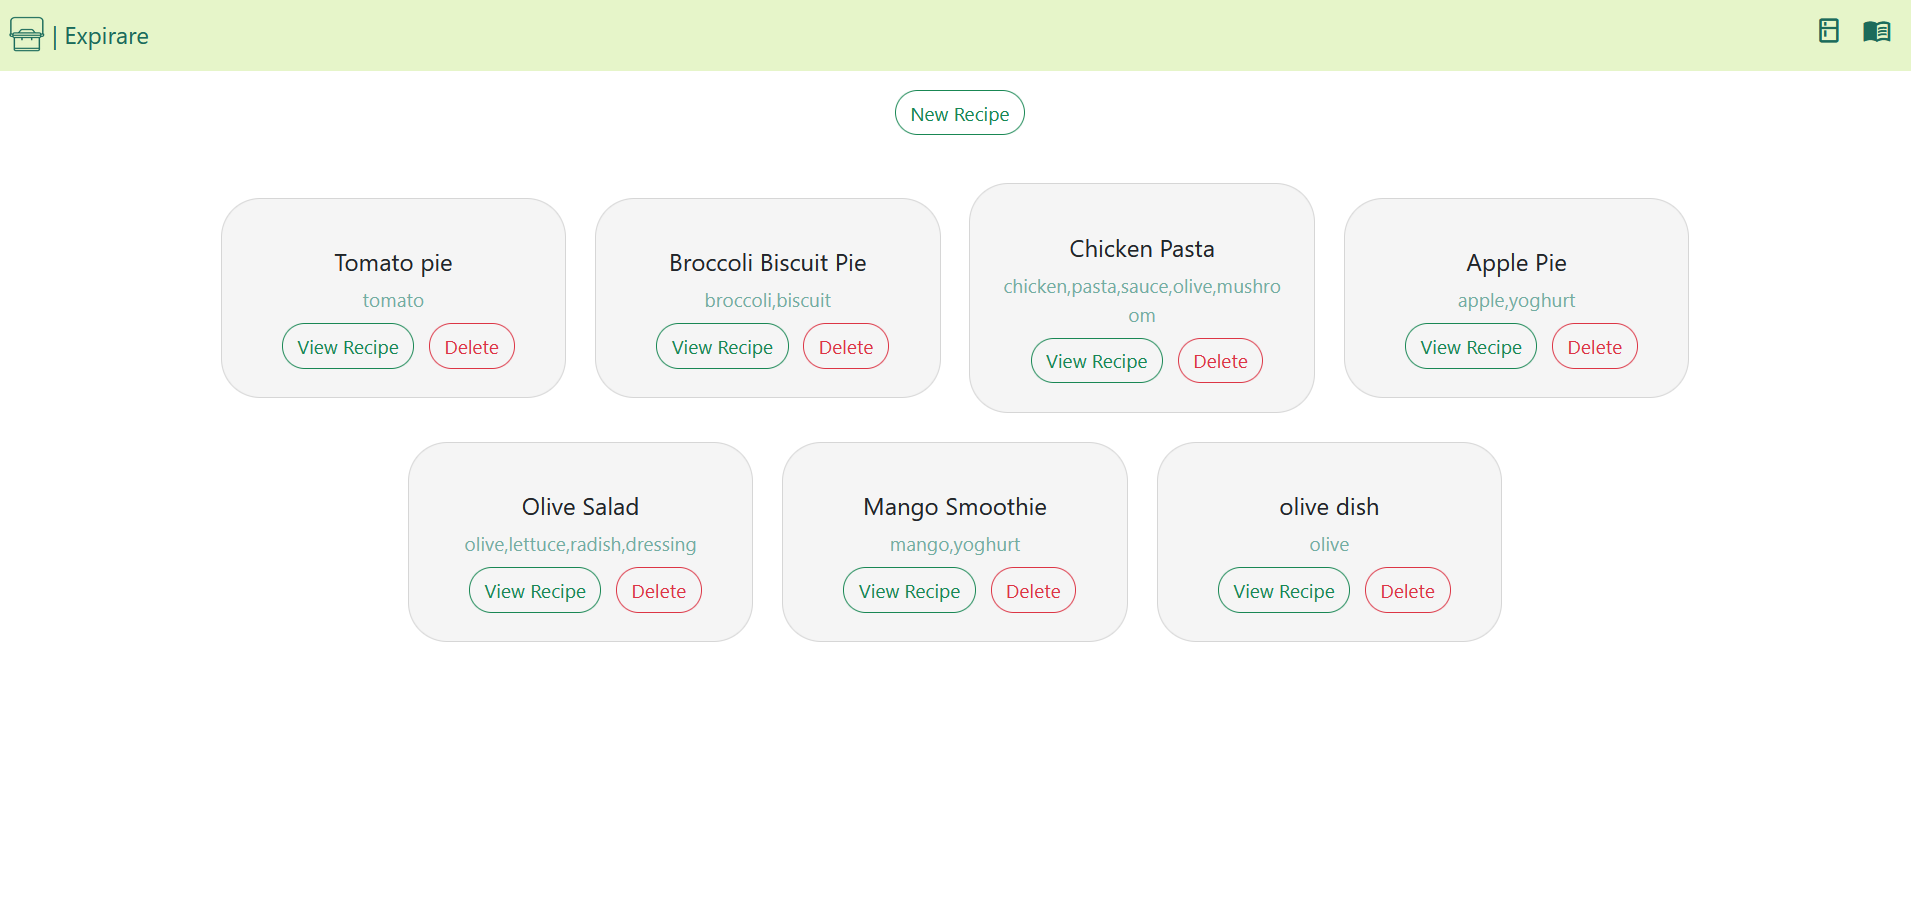 | Expirare
New Recipe
Tomato pie
tomato
View Recipe Delete
Broccoli Biscuit Pie
broccoli,biscuit
View Recipe Delete
Chicken Pasta
chicken,pasta,sauce,olive,mushro
om
View Recipe Delete
Apple Pie
apple,yoghurt
View Recipe Delete
Olive Salad
olive,lettuce,radish,dressing
View Recipe Delete
Mango Smoothie
mango,yoghurt
View Recipe Delete
olive dish
olive
View Recipe Delete